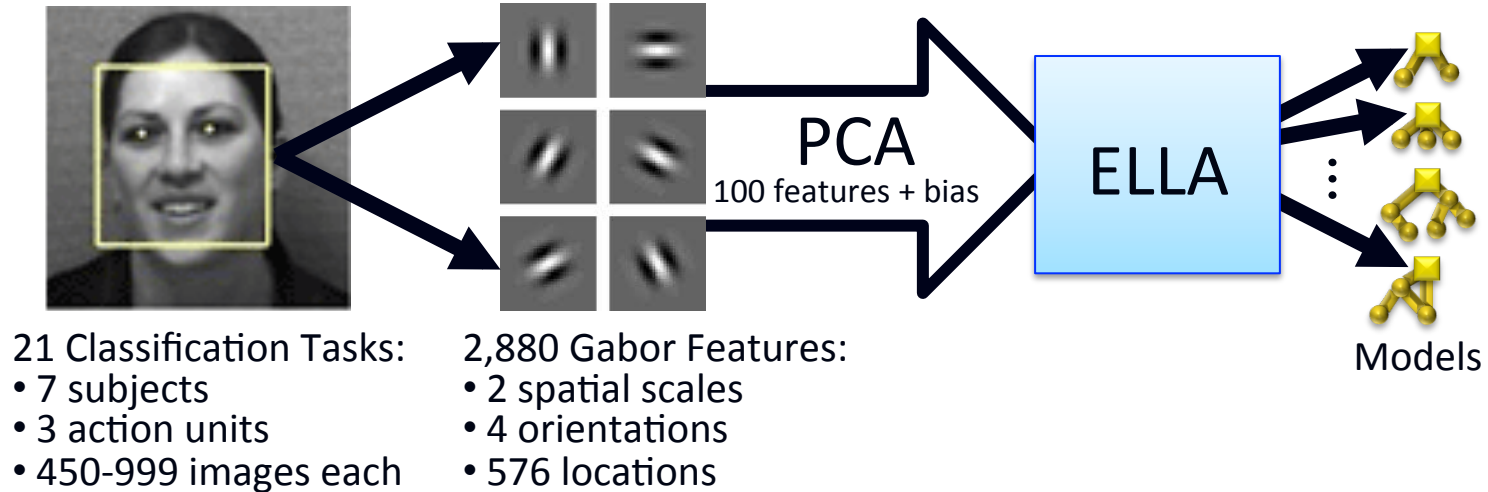 PCA
100 features + bias
ELLA
⋮
21 Classification Tasks:
• 7 subjects
• 3 action units
• 450-999 images each
2,880 Gabor Features:
• 2 spatial scales
• 4 orientations
• 576 locations
Models